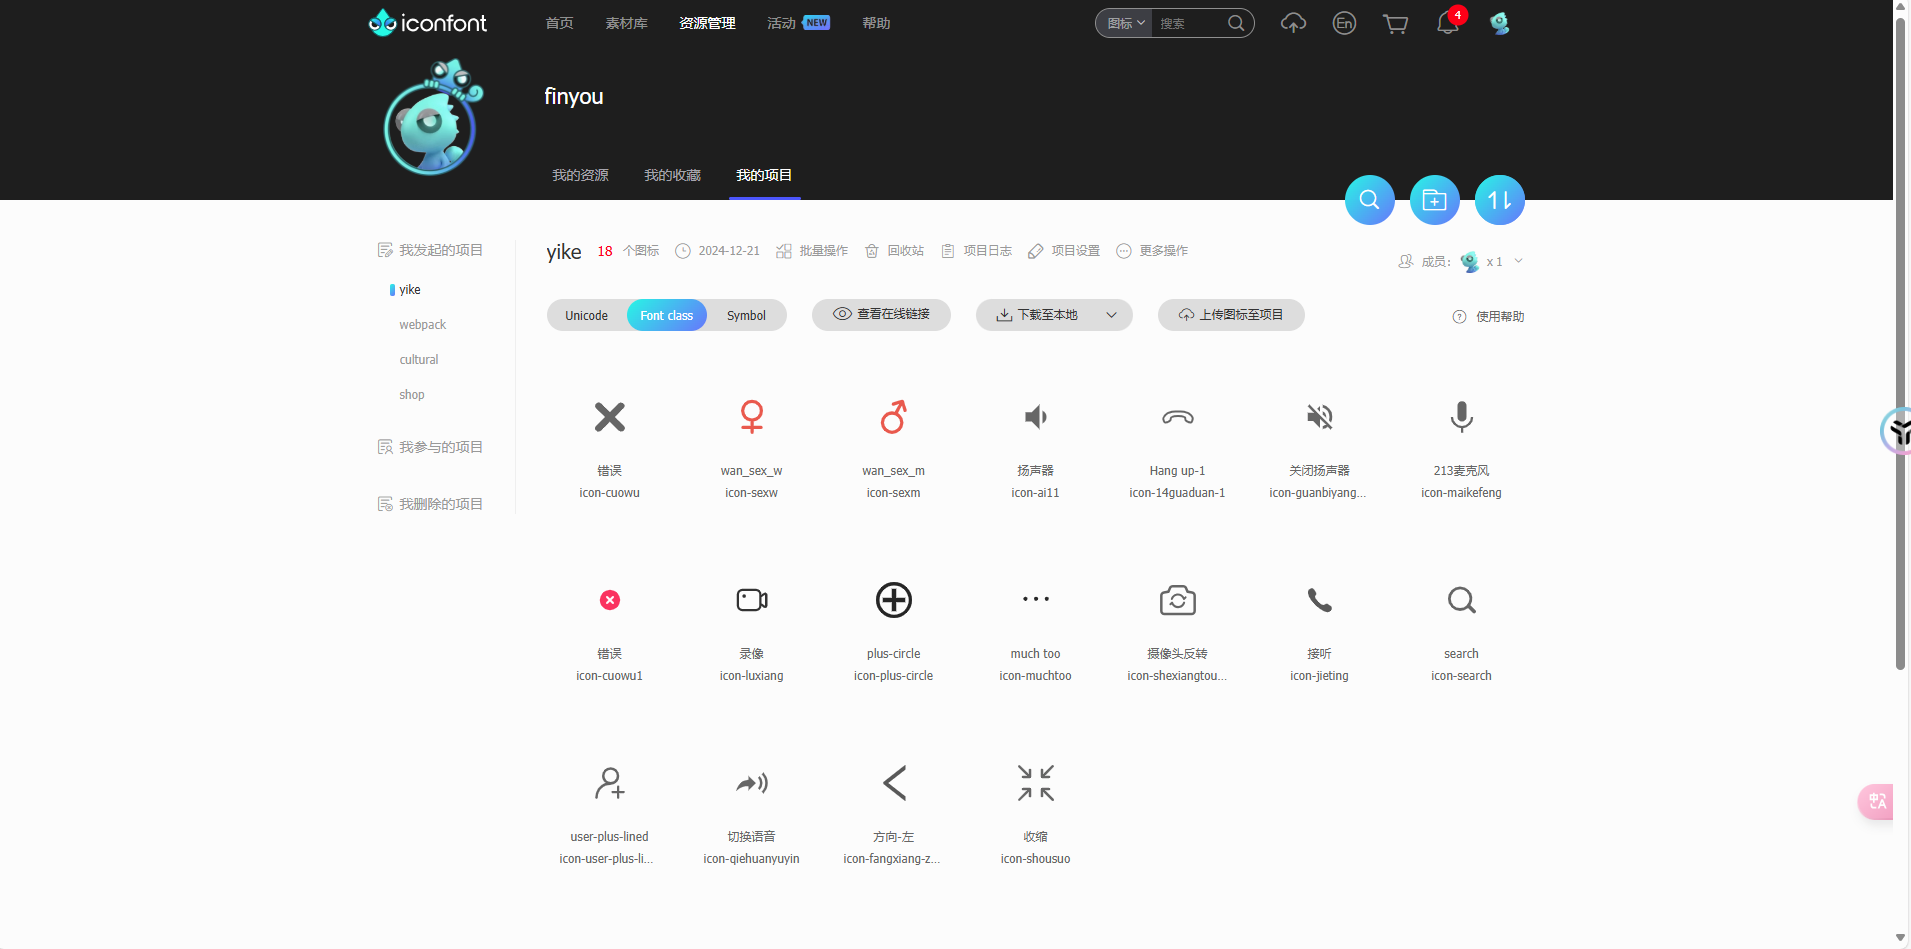 iconfont 首页 素材库 资源管理 活动 NEW 帮助 图标 搜索 En 4
finyou
我的资源 我的收藏 我的项目
我发起的项目
yike
webpack
cultural
shop
我参与的项目
我删除的项目
yike 18 个图标 2024-12-21 批量操作 回收站 项目日志 项目设置 更多操作
成员: x 1
Unicode Font class Symbol 查看在线链接 下载至本地 上传图标至项目 使用帮助
错误 wan_sex_w wan_sex_m 扬声器 Hang up-1 关闭扬声器 213麦克风
icon-cuowu icon-sexw icon-sexm icon-ai11 icon-14guaduan-1 icon-guanbiyang... icon-maikefeng
错误 录像 plus-circle much too 摄像头反转 接听 search
icon-cuowu1 icon-luxiang icon-plus-circle icon-muchtoo icon-shexiangtou... icon-jieting icon-search
user-plus-lined 切换语音 方向-左 收缩
icon-user-plus-li... icon-qiehuanyuyin icon-fangxiang-z... icon-shousuo
中 A